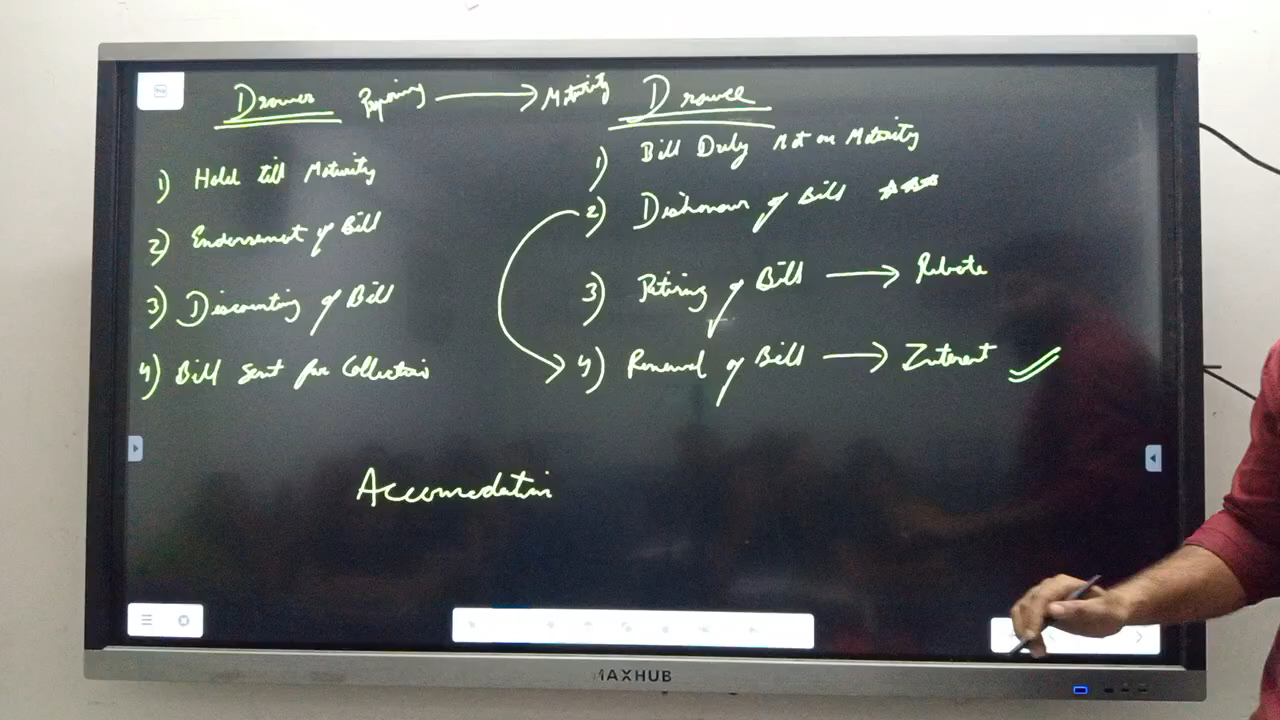 Drawer
Maturity Drawee
1) Hold till Maturity
2) Endorsement of Bill
3) Discounting of Bill
4) Bill Sent for Collection
1) Bill Duly Met on Maturity
2) Dishonour of Bill ☆☆☆
3) Retiring of Bill → Rebate
4) Renewal of Bill → Interest
Accomodation
MAXHUB